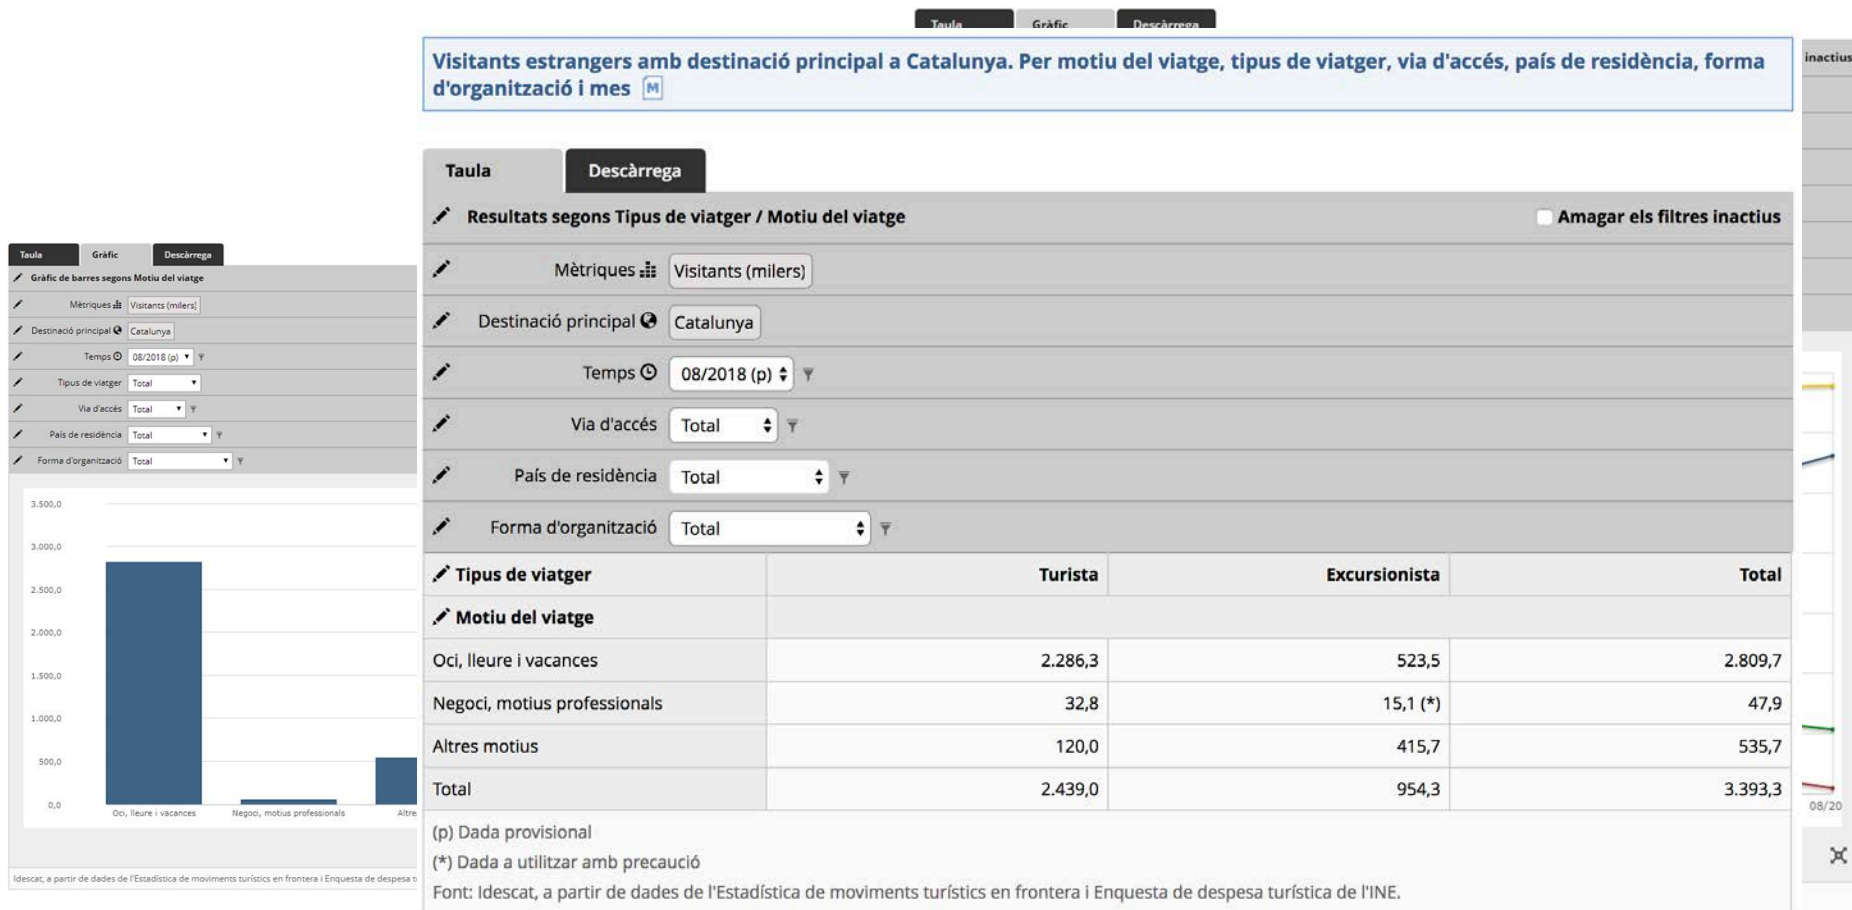 Taula Gràfic Descàrrega
Visitants estrangers amb destinació principal a Catalunya. Per motiu del viatge, tipus de viatger, via d'accés, país de residència, forma
d'organització i mes M
inactius
Taula Descàrrega
Resultats segons Tipus de viatger / Motiu del viatge Amagar els filtres inactius
Mètriques Visitants (milers)
Destinació principal Catalunya
Temps 08/2018 (p)
Via d'accés Total
País de residència Total
Forma d'organització Total
Tipus de viatger Turista Excursionista Total
Motiu del viatge
Oci, lleure i vacances 2.286,3 523,5 2.809,7
Negoci, motius professionals 32,8 15,1 (*) 47,9
Altres motius 120,0 415,7 535,7
Total 2.439,0 954,3 3.393,3
(p) Dada provisional
(*) Dada a utilitzar amb precaució
Font: Idescat, a partir de dades de l'Estadística de moviments turístics en frontera i Enquesta de despesa turística de l'INE.
Taula Gràfic Descàrrega
Gràfic de barres segons Motiu del viatge
Mètriques Visitants (milers)
Destinació principal Catalunya
Temps 08/2018 (p)
Tipus de viatger Total
Via d'accés Total
País de residència Total
Forma d'organització Total
3.500,0
3.000,0
2.500,0
2.000,0
1.500,0
1.000,0
500,0
0,0
Oci, lleure i vacances Negoci, motius professionals Altre
Idescat, a partir de dades de l'Estadística de moviments turístics en frontera i Enquesta de despesa
08/20